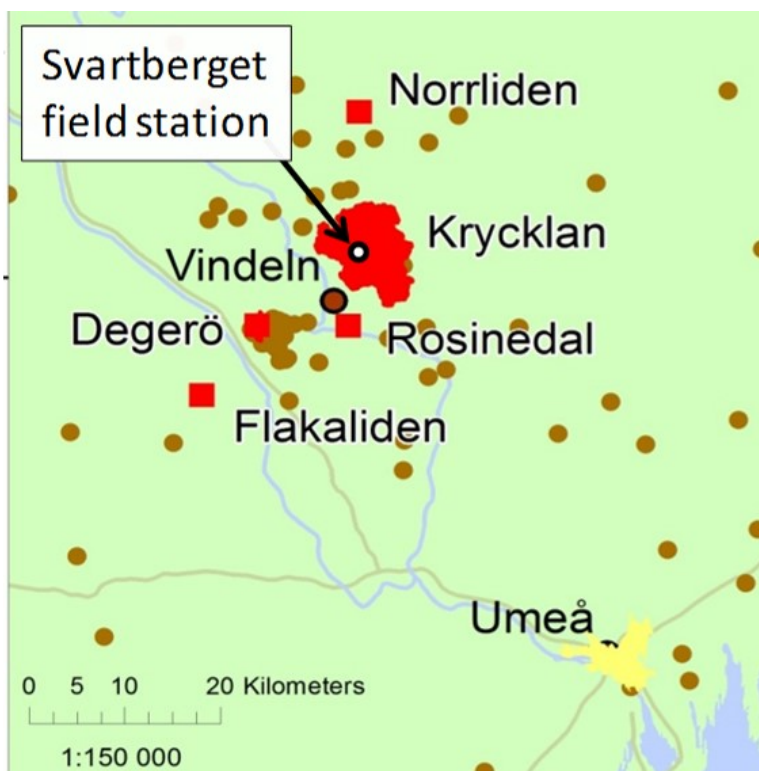 Svartberget
field station
Norrliden
Krycklan
Vindeln
Degerö
Rosinedal
Flakaliden
Umeå
0 5 10 20 Kilometers
1:150 000